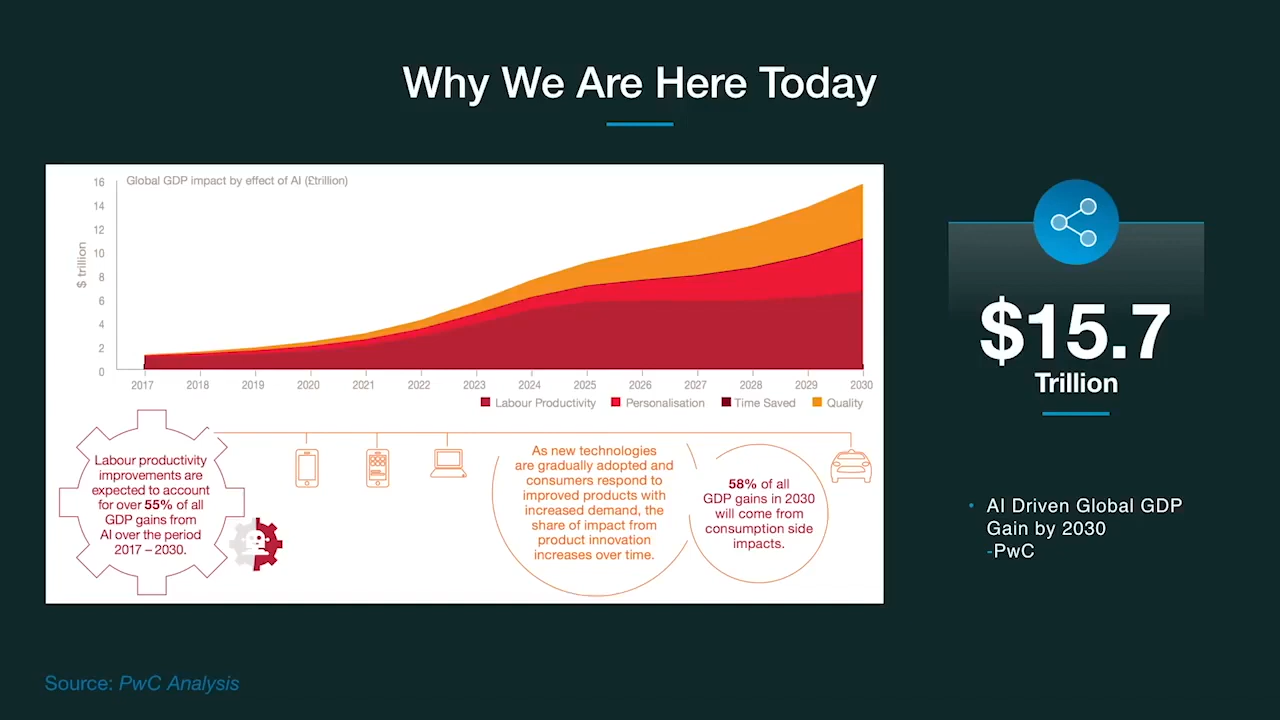 Why We Are Here Today
Global GDP impact by effect of AI (£trillion)
$ trillion
16
14
12
10
8
6
4
2
0
2017 2018 2019 2020 2021 2022 2023 2024 2025 2026 2027 2028 2029 2030
Labour Productivity Personalisation Time Saved Quality
Labour productivity
improvements are
expected to account
for over 55% of all
GDP gains from
AI over the period
2017 – 2030.
As new technologies
are gradually adopted and
consumers respond to
improved products with
increased demand, the
share of impact from
product innovation
increases over time.
58% of all
GDP gains in 2030
will come from
consumption side
impacts.
$15.7
Trillion
• AI Driven Global GDP
Gain by 2030
-PwC
Source: PwC Analysis